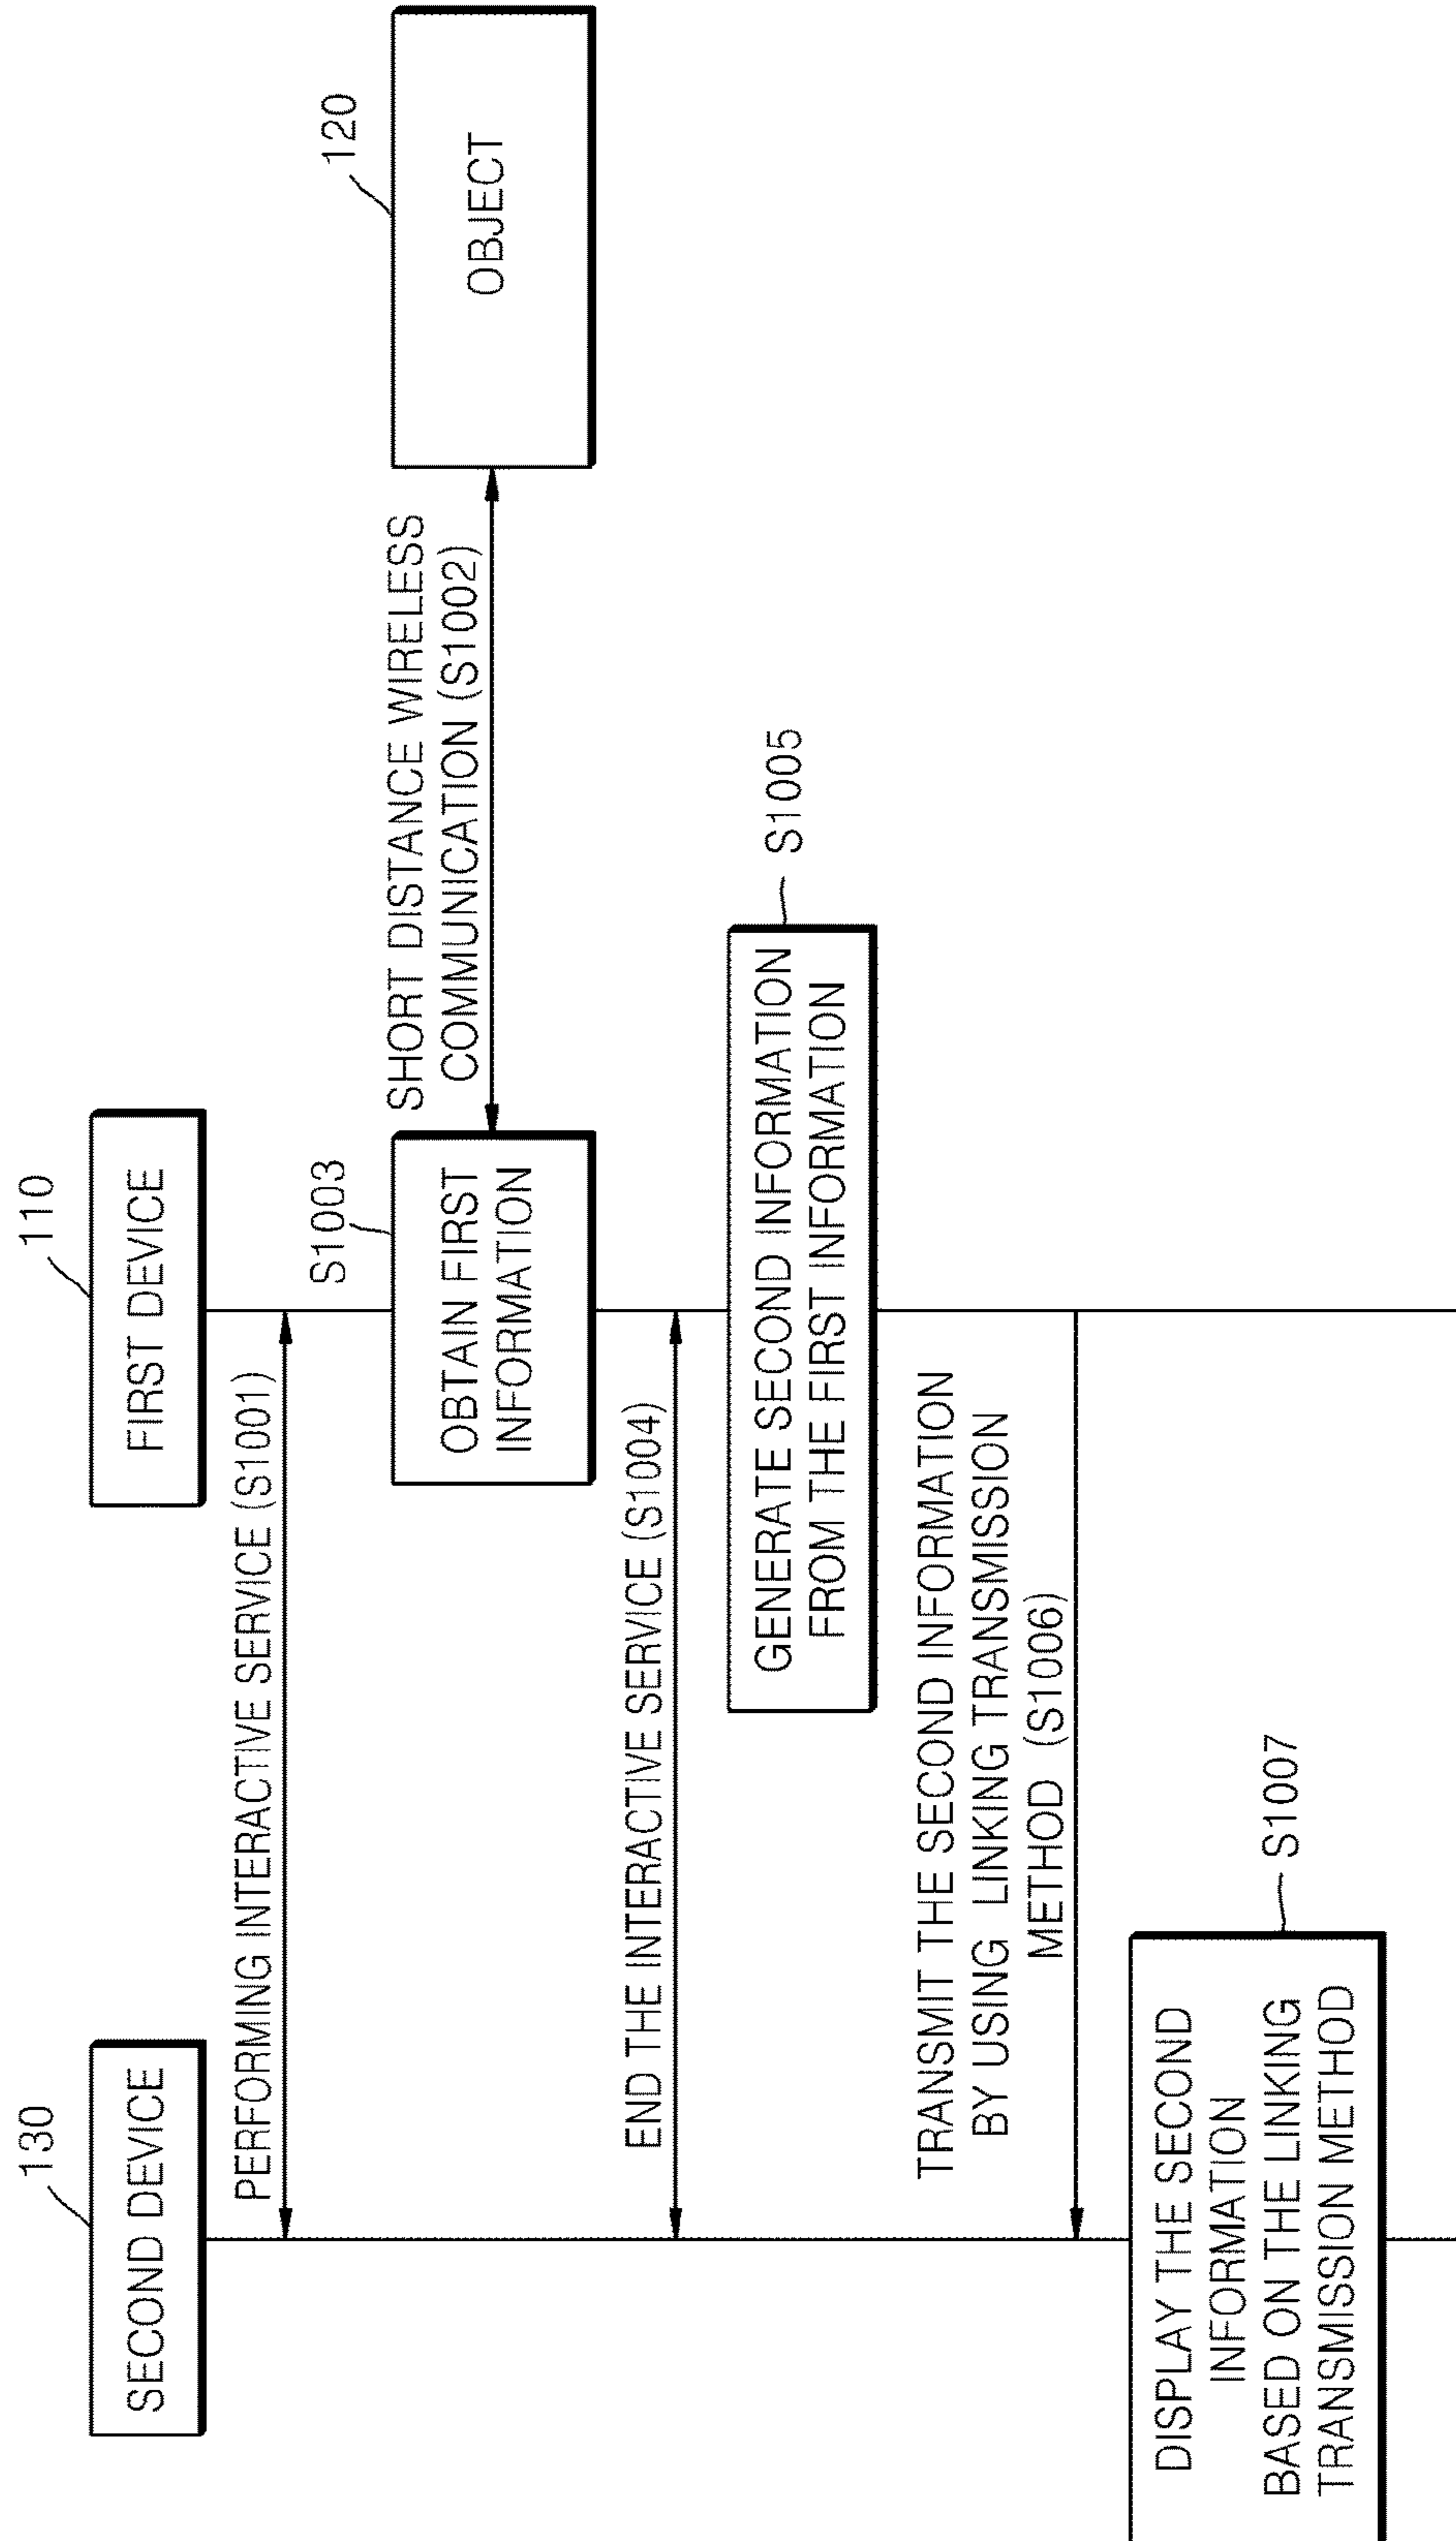 130
SECOND DEVICE
110
FIRST DEVICE
PERFORMING INTERACTIVE SERVICE (S1001)
120
OBJECT
SHORT DISTANCE WIRELESS
COMMUNICATION (S1002)
S1003
OBTAIN FIRST
INFORMATION
END THE INTERACTIVE SERVICE (S1004)
GENERATE SECOND INFORMATION
FROM THE FIRST INFORMATION
S1005
TRANSMIT THE SECOND INFORMATION
BY USING LINKING TRANSMISSION
METHOD (S1006)
DISPLAY THE SECOND
INFORMATION
BASED ON THE LINKING
TRANSMISSION METHOD
S1007